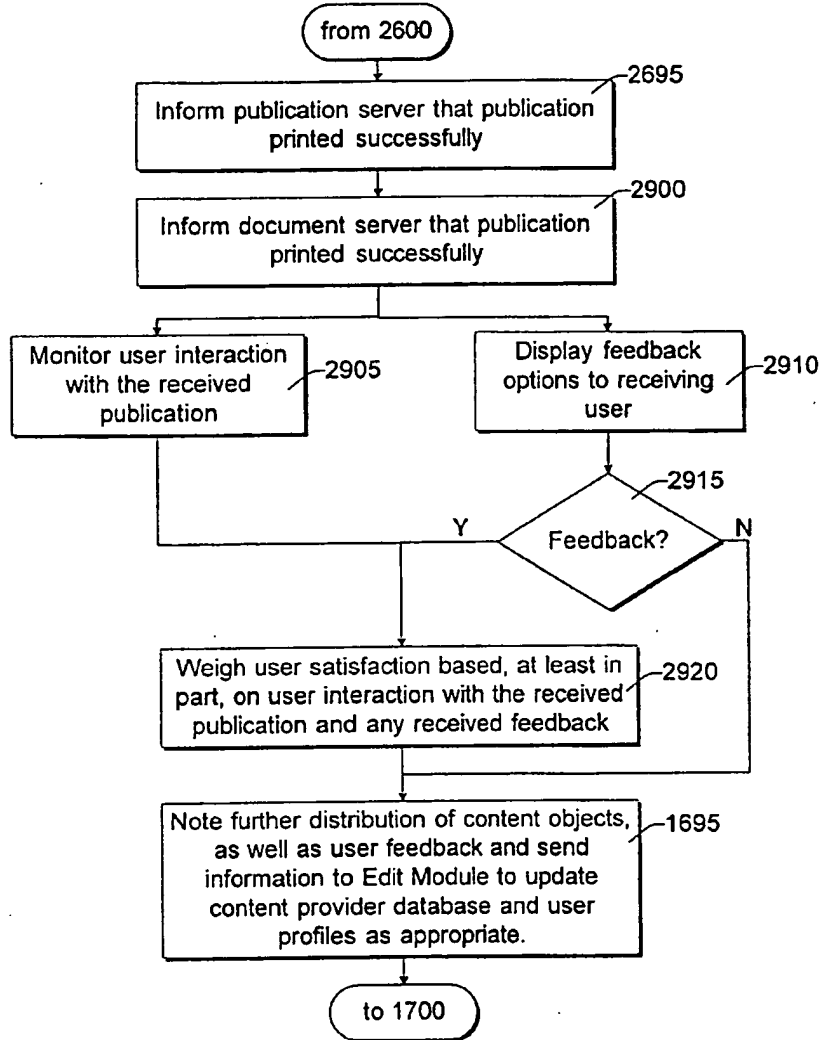 from 2600
2695
Inform publication server that publication
printed successfully
2900
Inform document server that publication
printed successfully
Monitor user interaction
with the received
publication
2905
Display feedback
options to receiving
user
2910
2915
Y
Feedback?
N
Weigh user satisfaction based, at least in
part, on user interaction with the received
publication and any received feedback
2920
Note further distribution of content objects,
as well as user feedback and send
information to Edit Module to update
content provider database and user
profiles as appropriate.
1695
to 1700